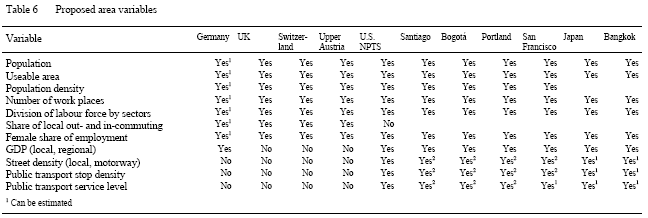 Table 6 Proposed area variables
Variable Germany UK Switzer- Upper U.S. Santiago Bogotá Portland San Japan Bangkok
land Austria NPTS Francisco
Population Yes¹ Yes Yes Yes Yes Yes Yes Yes Yes Yes Yes
Useable area Yes¹ Yes Yes Yes Yes Yes Yes Yes Yes Yes Yes
Population density Yes¹ Yes Yes Yes Yes Yes Yes Yes Yes
Number of work places Yes¹ Yes Yes Yes Yes Yes Yes Yes Yes Yes Yes
Division of labour force by sectors Yes¹ Yes Yes Yes Yes Yes Yes Yes Yes Yes Yes
Share of local out- and in-commuting Yes¹ Yes Yes Yes No
Female share of employment Yes¹ Yes Yes Yes Yes Yes Yes Yes Yes Yes Yes
GDP (local, regional) Yes No No No Yes Yes Yes Yes Yes Yes Yes
Street density (local, motorway) No No No No Yes Yes² Yes² Yes² Yes² Yes¹ Yes¹
Public transport stop density No No No No Yes Yes² Yes² Yes² Yes² Yes¹ Yes¹
Public transport service level No No No No Yes Yes² Yes² Yes² Yes¹ Yes¹ Yes¹
¹ Can be estimated